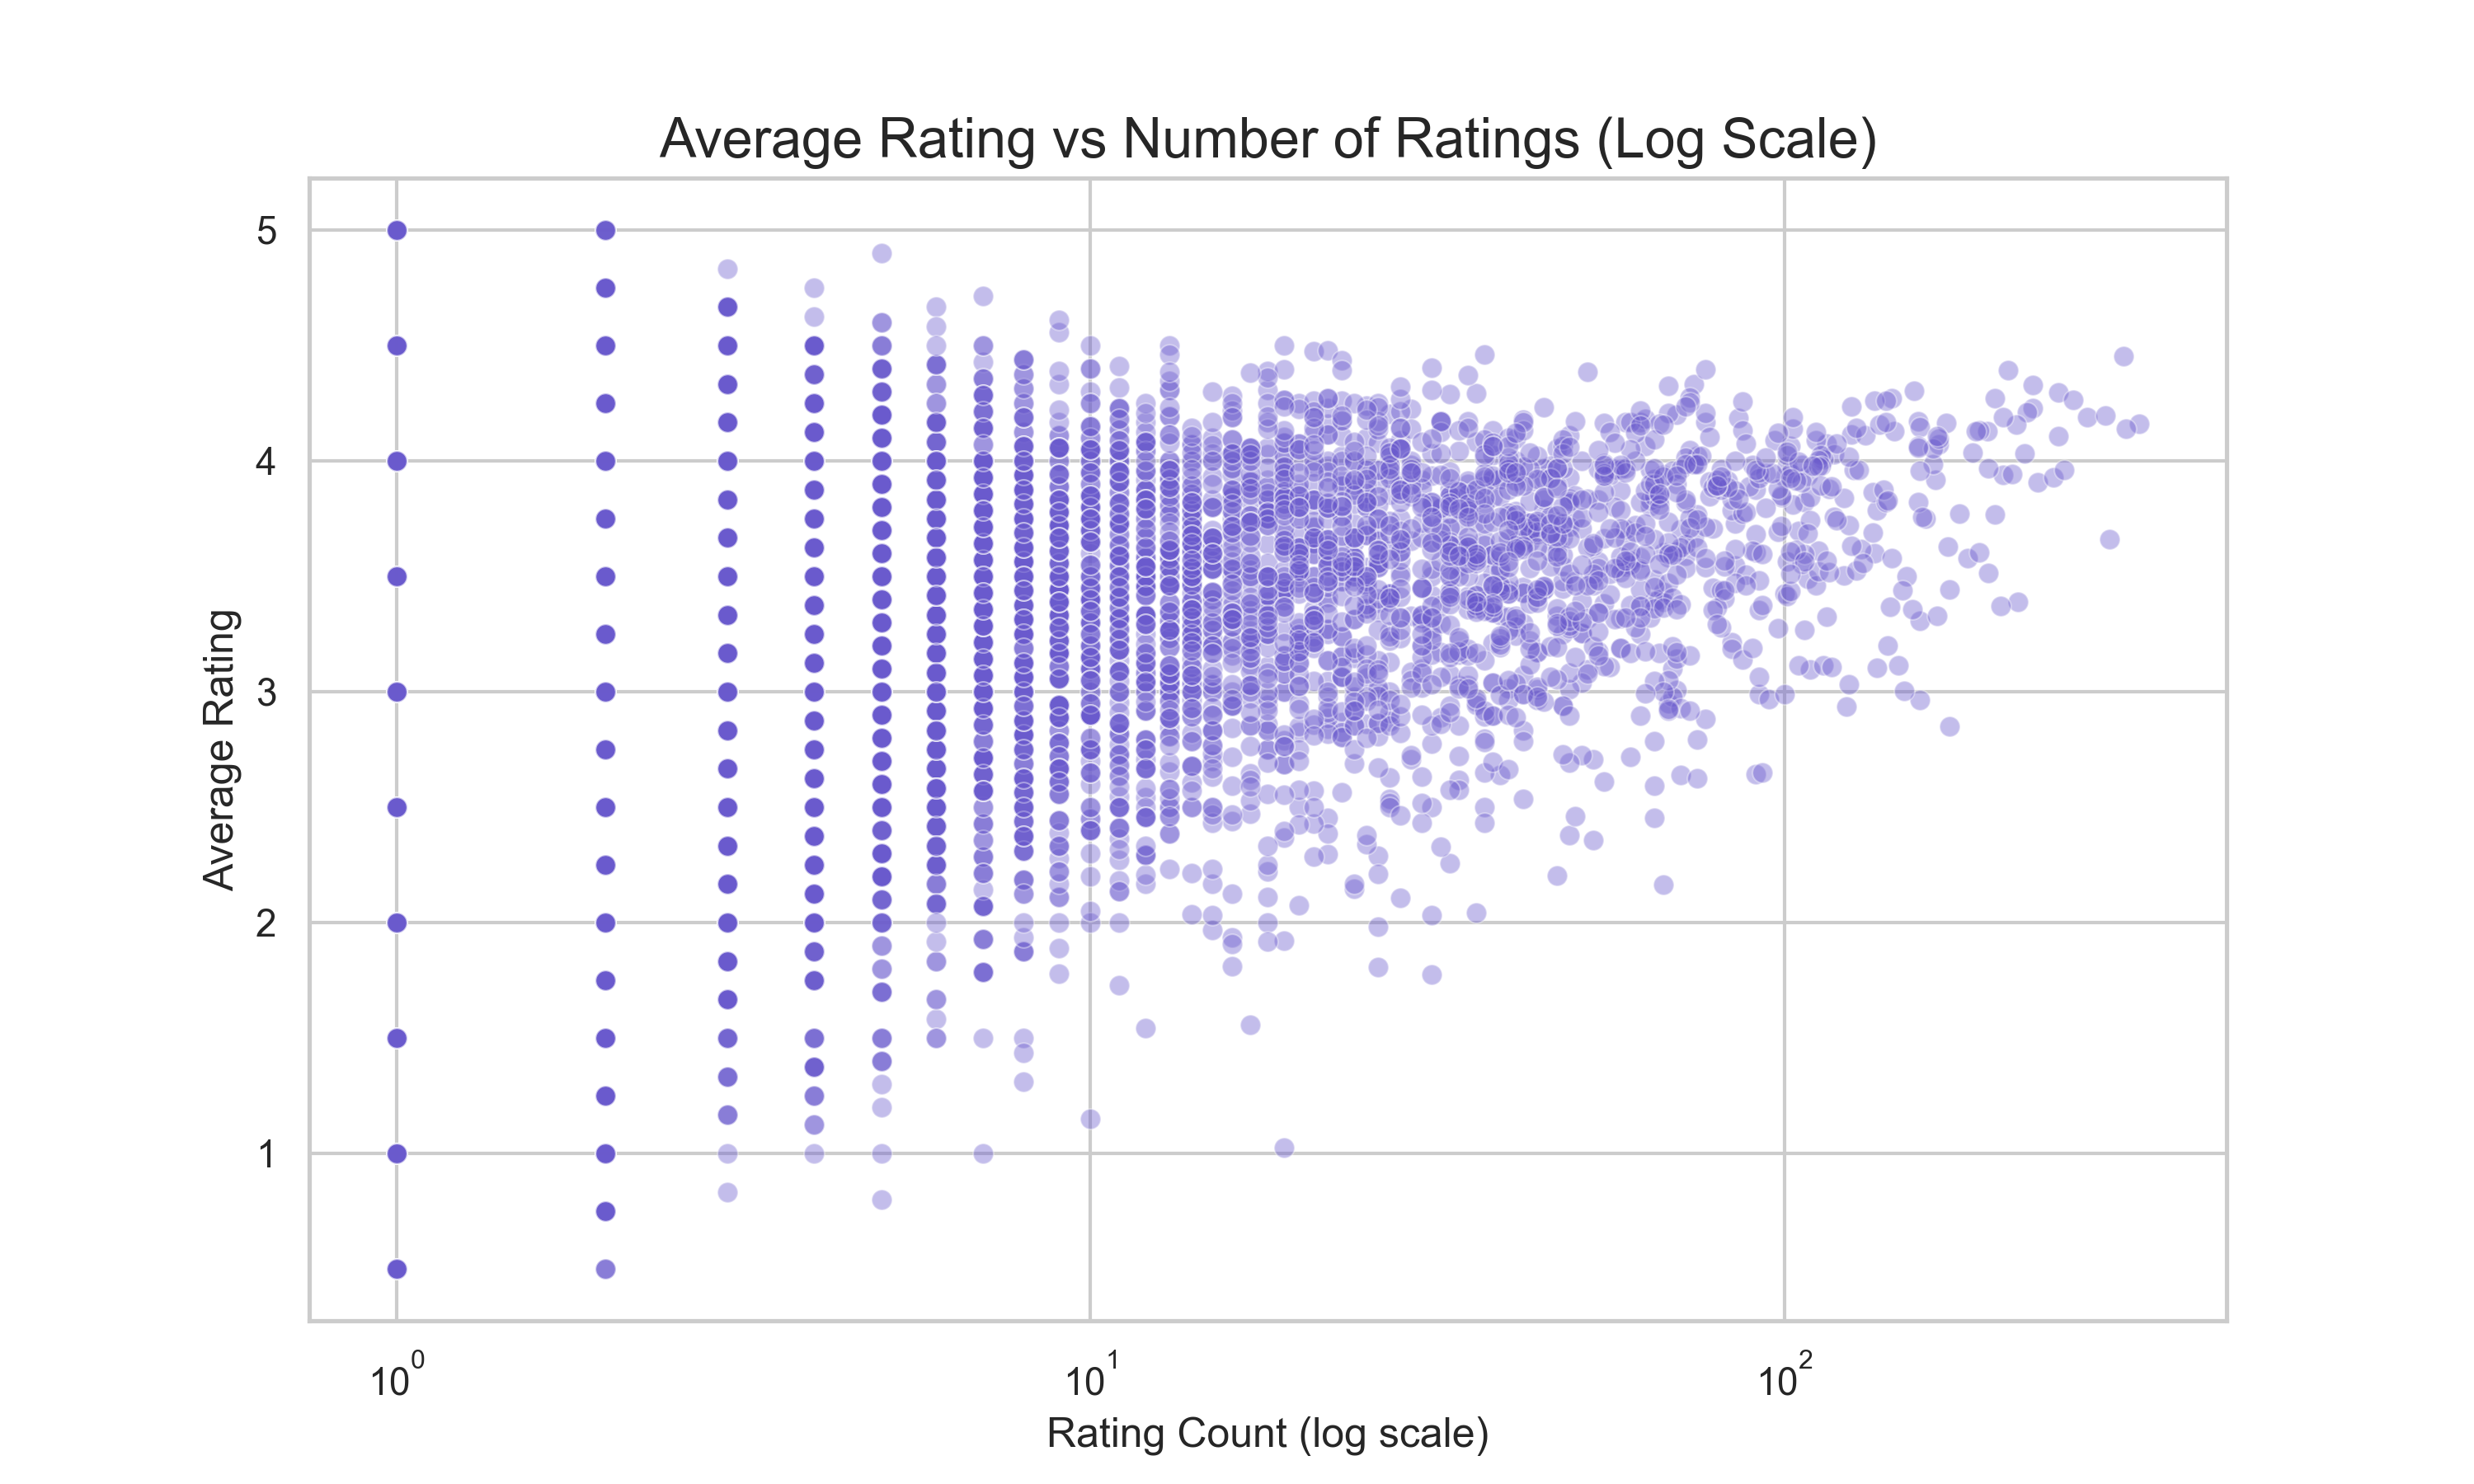 Average Rating vs Number of Ratings (Log Scale)
5
4
3
2
1
Average Rating
10^0
10^1
10^2
Rating Count (log scale)